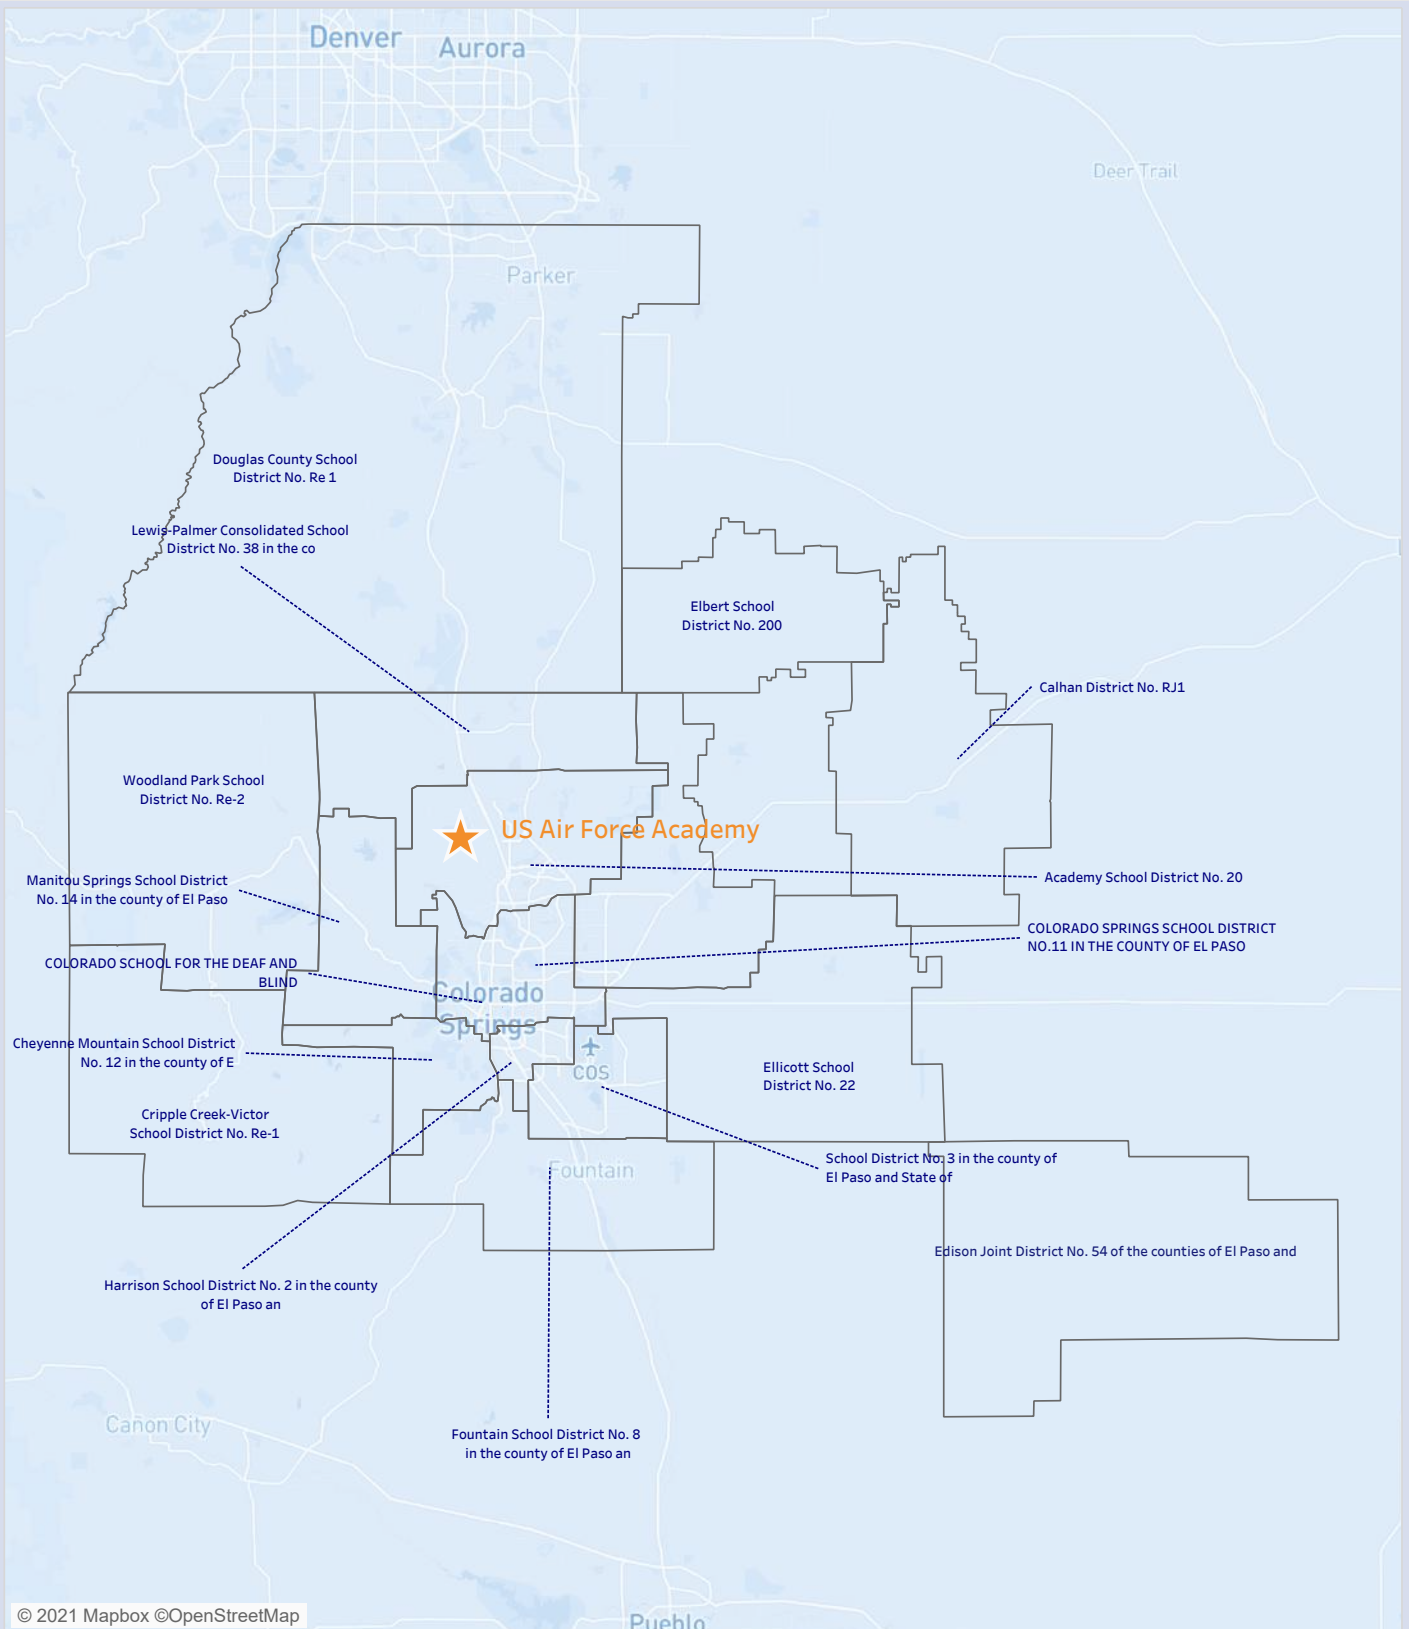 Denver
Aurora
Deer Trail
Parker
Douglas County School
District No. Re 1
Lewis-Palmer Consolidated School
District No. 38 in the co
Elbert School
District No. 200
Calhan District No. RJ1
Woodland Park School
District No. Re-2
US Air Force Academy
Manitou Springs School District
No. 14 in the county of El Paso
Academy School District No. 20
COLORADO SPRINGS SCHOOL DISTRICT
NO.11 IN THE COUNTY OF EL PASO
COLORADO SCHOOL FOR THE DEAF AND
BLIND
Colorado
Springs
Cheyenne Mountain School District
No. 12 in the county of E
COS
Ellicott School
District No. 22
Cripple Creek-Victor
School District No. Re-1
Fountain
School District No. 3 in the county of
El Paso and State of
Edison Joint District No. 54 of the counties of El Paso and
Harrison School District No. 2 in the county
of El Paso an
Cañon City
Fountain School District No. 8
in the county of El Paso an
© 2021 Mapbox ©OpenStreetMap
Pueblo